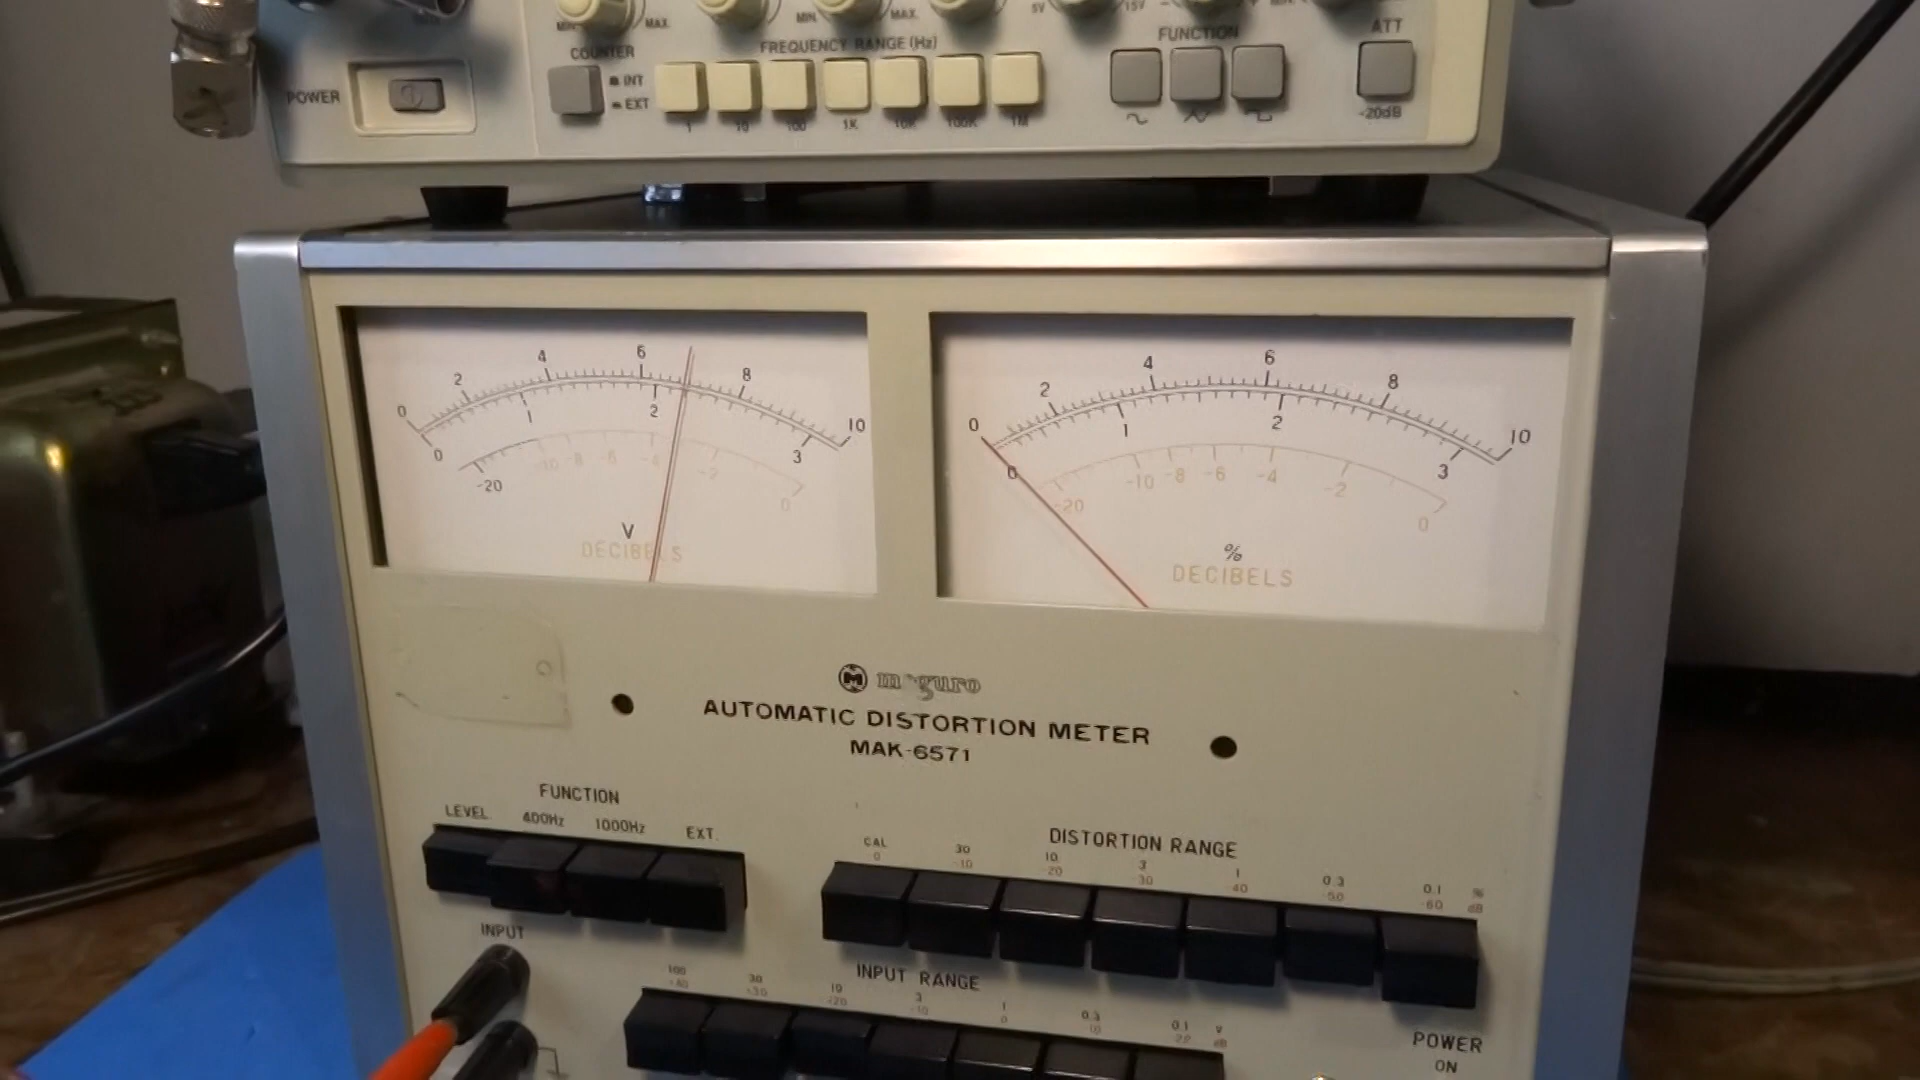 MIN MAX MIN MAX 5V 15V
COUNTER FREQUENCY RANGE (Hz) FUNCTION ATT
POWER INT
EXT
1 10 100 1K 10K 100K 1M -20dB
0 2 4 6 8 10
0 1 2 3
-20 -10 -8 -6 -4 -2 0
V
DECIBELS
0 2 4 6 8 10
0 1 2 3
-20 -10 -8 -6 -4 -2 0
%
DECIBELS
M meguro
AUTOMATIC DISTORTION METER
MAK-6571
FUNCTION
LEVEL 400Hz 1000Hz EXT.
DISTORTION RANGE
CAL 30 10 3 1 0.3 0.1 %
0 -10 -20 -30 -40 -50 -60 dB
INPUT
INPUT RANGE
100 30 10 3 1 0.3 0.1 V
+40 +30 +20 +10 0 -10 -20 dB
POWER
ON